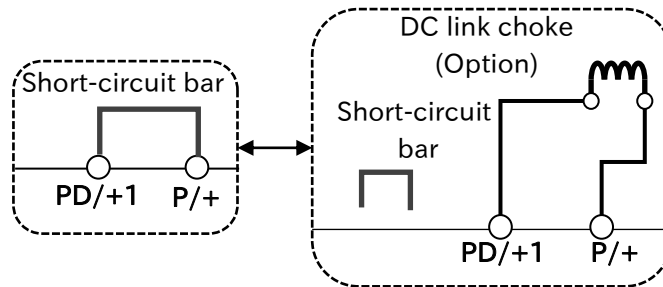 Short-circuit bar
PD/+1 P/+
DC link choke
(Option)
Short-circuit
bar
PD/+1 P/+